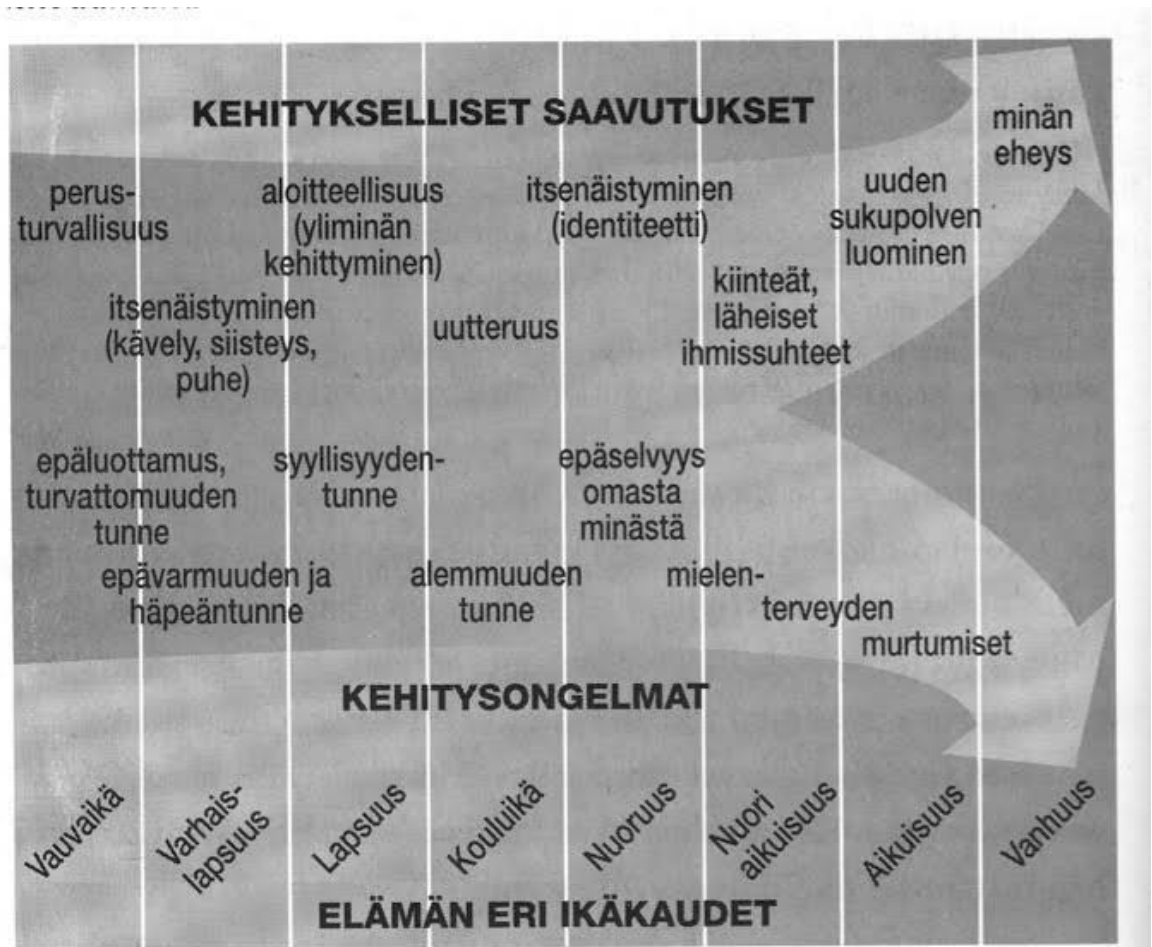 KEHITYKSELLISET SAAVUTUKSET
minän
eheys
perus-
turvallisuus
aloitteellisuus
(yliminän
kehittyminen)
itsenäistyminen
(identiteetti)
uuden
sukupolven
luominen
itsenäistyminen
(kävely, siisteys,
puhe)
uutteruus
kiinteät,
läheiset
ihmissuhteet
epäluottamus,
turvattomuuden
tunne
syyllisyyden-
tunne
epäselvyys
omasta
minästä
epävarmuuden ja
häpeäntunne
alemmuuden
tunne
mielen-
terveyden
murtumiset
KEHITYSONGELMAT
Vauvaikä
Varhais-
lapsuus
Lapsuus
Kouluikä
Nuoruus
Nuori
aikuisuus
Aikuisuus
Vanhuus
ELÄMÄN ERI IKÄKAUDET